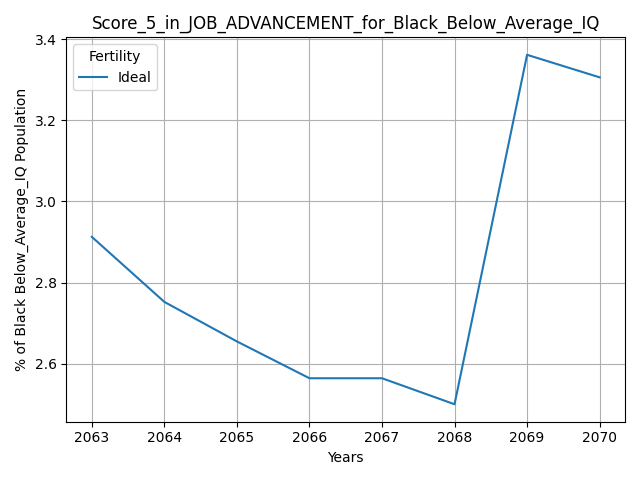 Score_5_in_JOB_ADVANCEMENT_for_Black_Below_Average_IQ
Fertility
Ideal
% of Black Below_Average_IQ Population
3.4
3.2
3.0
2.8
2.6
2063 2064 2065 2066 2067 2068 2069 2070
Years